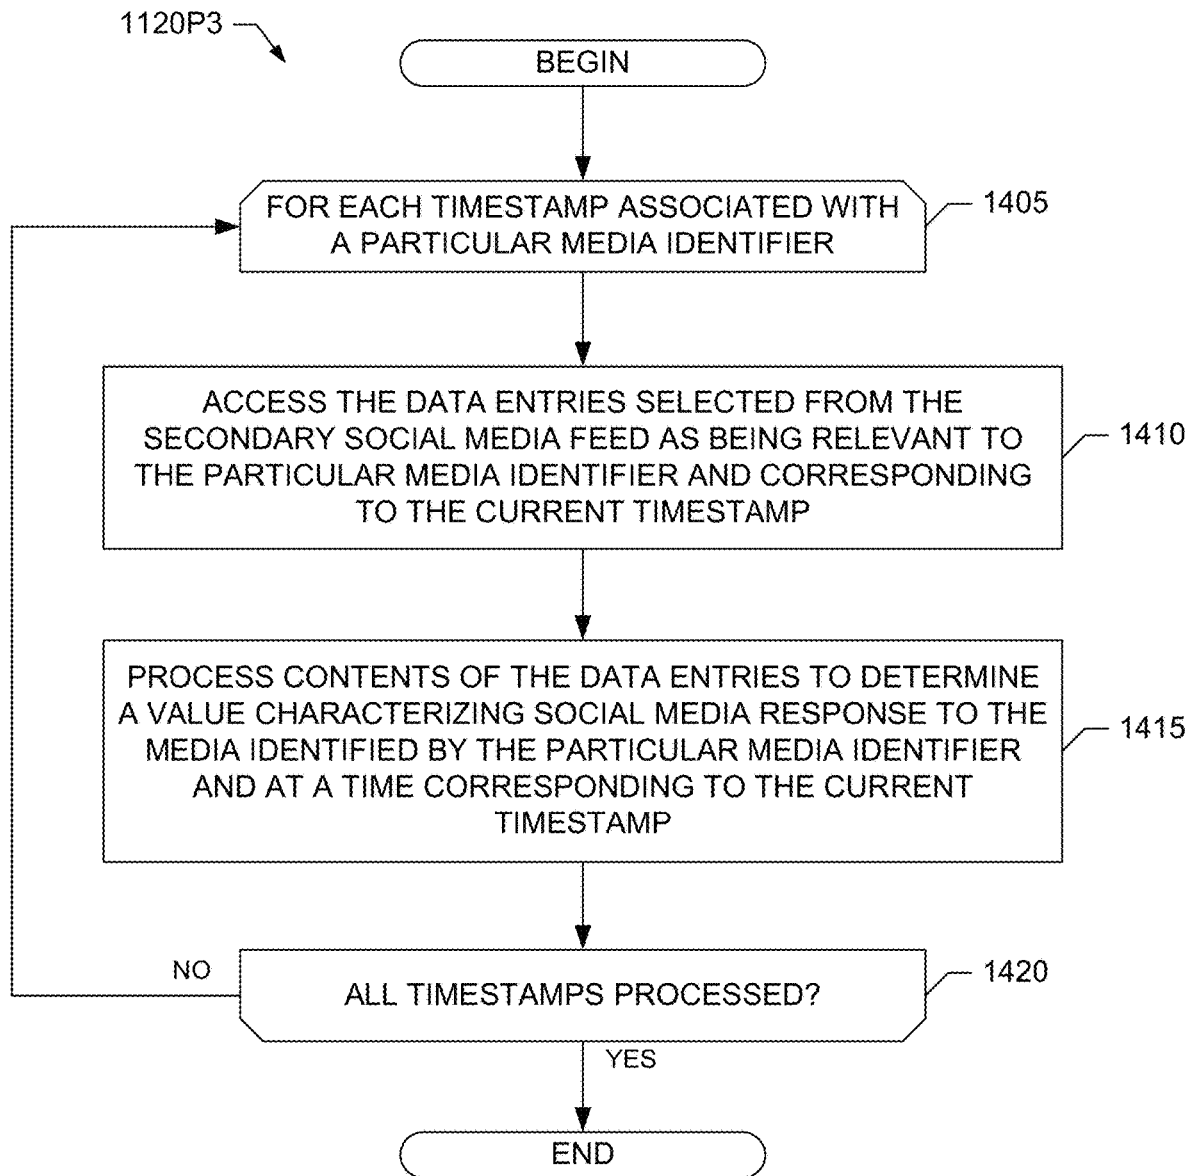 1120P3
BEGIN
FOR EACH TIMESTAMP ASSOCIATED WITH
A PARTICULAR MEDIA IDENTIFIER
1405
ACCESS THE DATA ENTRIES SELECTED FROM THE
SECONDARY SOCIAL MEDIA FEED AS BEING RELEVANT TO
THE PARTICULAR MEDIA IDENTIFIER AND CORRESPONDING
TO THE CURRENT TIMESTAMP
1410
PROCESS CONTENTS OF THE DATA ENTRIES TO DETERMINE
A VALUE CHARACTERIZING SOCIAL MEDIA RESPONSE TO THE
MEDIA IDENTIFIED BY THE PARTICULAR MEDIA IDENTIFIER
AND AT A TIME CORRESPONDING TO THE CURRENT
TIMESTAMP
1415
NO
ALL TIMESTAMPS PROCESSED?
1420
YES
END